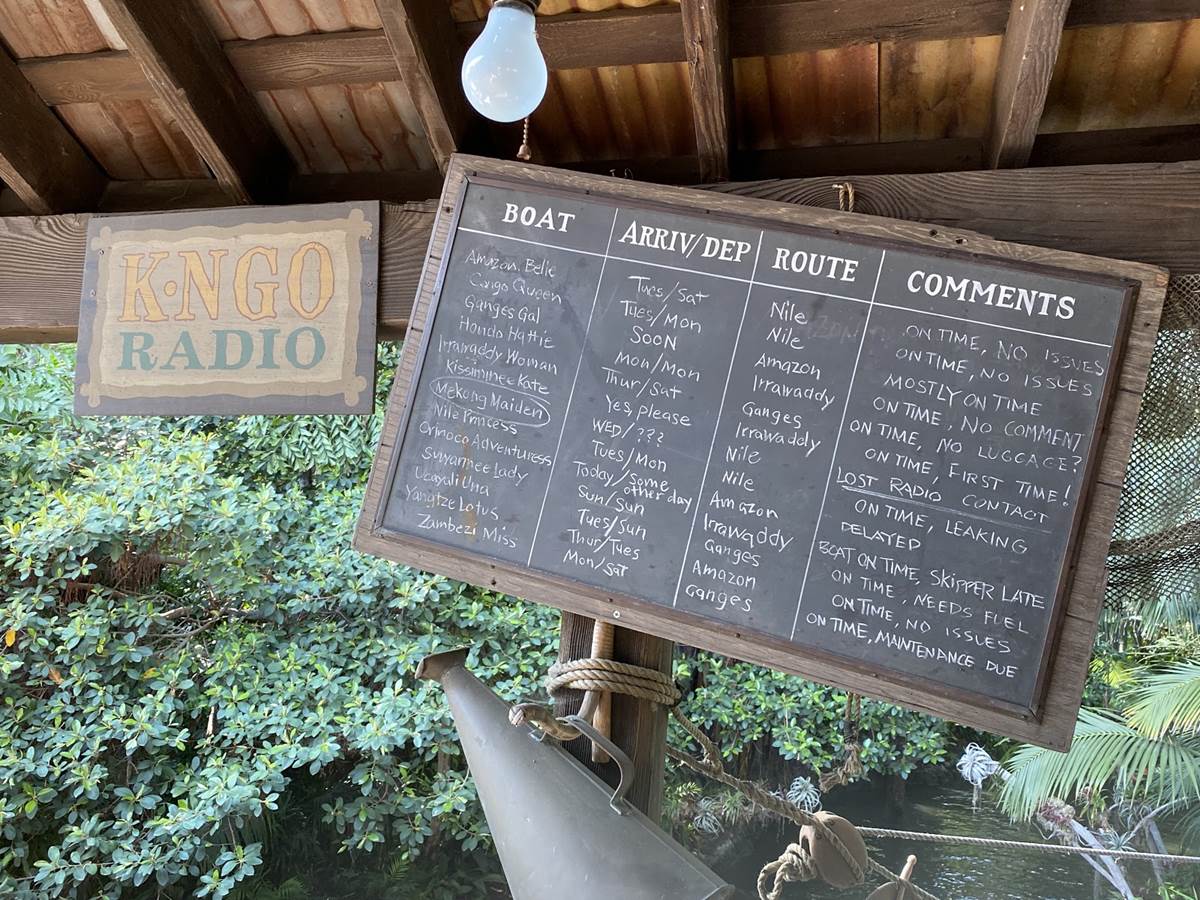 K·NGO
RADIO
BOAT ARRIV/DEP ROUTE COMMENTS
Amazon Belle Tues/Sat Nile ON TIME, NO ISSUES
Congo Queen Tues/Mon Nile ON TIME, NO ISSUES
Ganges Gal SOON Amazon MOSTLY ON TIME
Hondo Hattie Mon/Mon Irrawaddy ON TIME, NO COMMENT
Irrawaddy Woman Thur/Sat Ganges ON TIME, NO LUGGAGE?
Kissimmee Kate Yes, please Irrawaddy ON TIME, FIRST TIME!
Mekong Maiden WED/??? Nile LOST RADIO CONTACT
Nile Princess Tues/Mon Nile ON TIME, LEAKING
Orinoco Adventuress Today/some other day Amazon DELAYED
Suwannee Lady Sun/Sun Irrawaddy BOAT ON TIME, SKIPPER LATE
Ucayali Una Tues/Sun Ganges ON TIME, NEEDS FUEL
Yangtze Lotus Thur/Tues Amazon ON TIME, NO ISSUES
Zambezi Miss Mon/Sat Ganges ON TIME, MAINTENANCE DUE